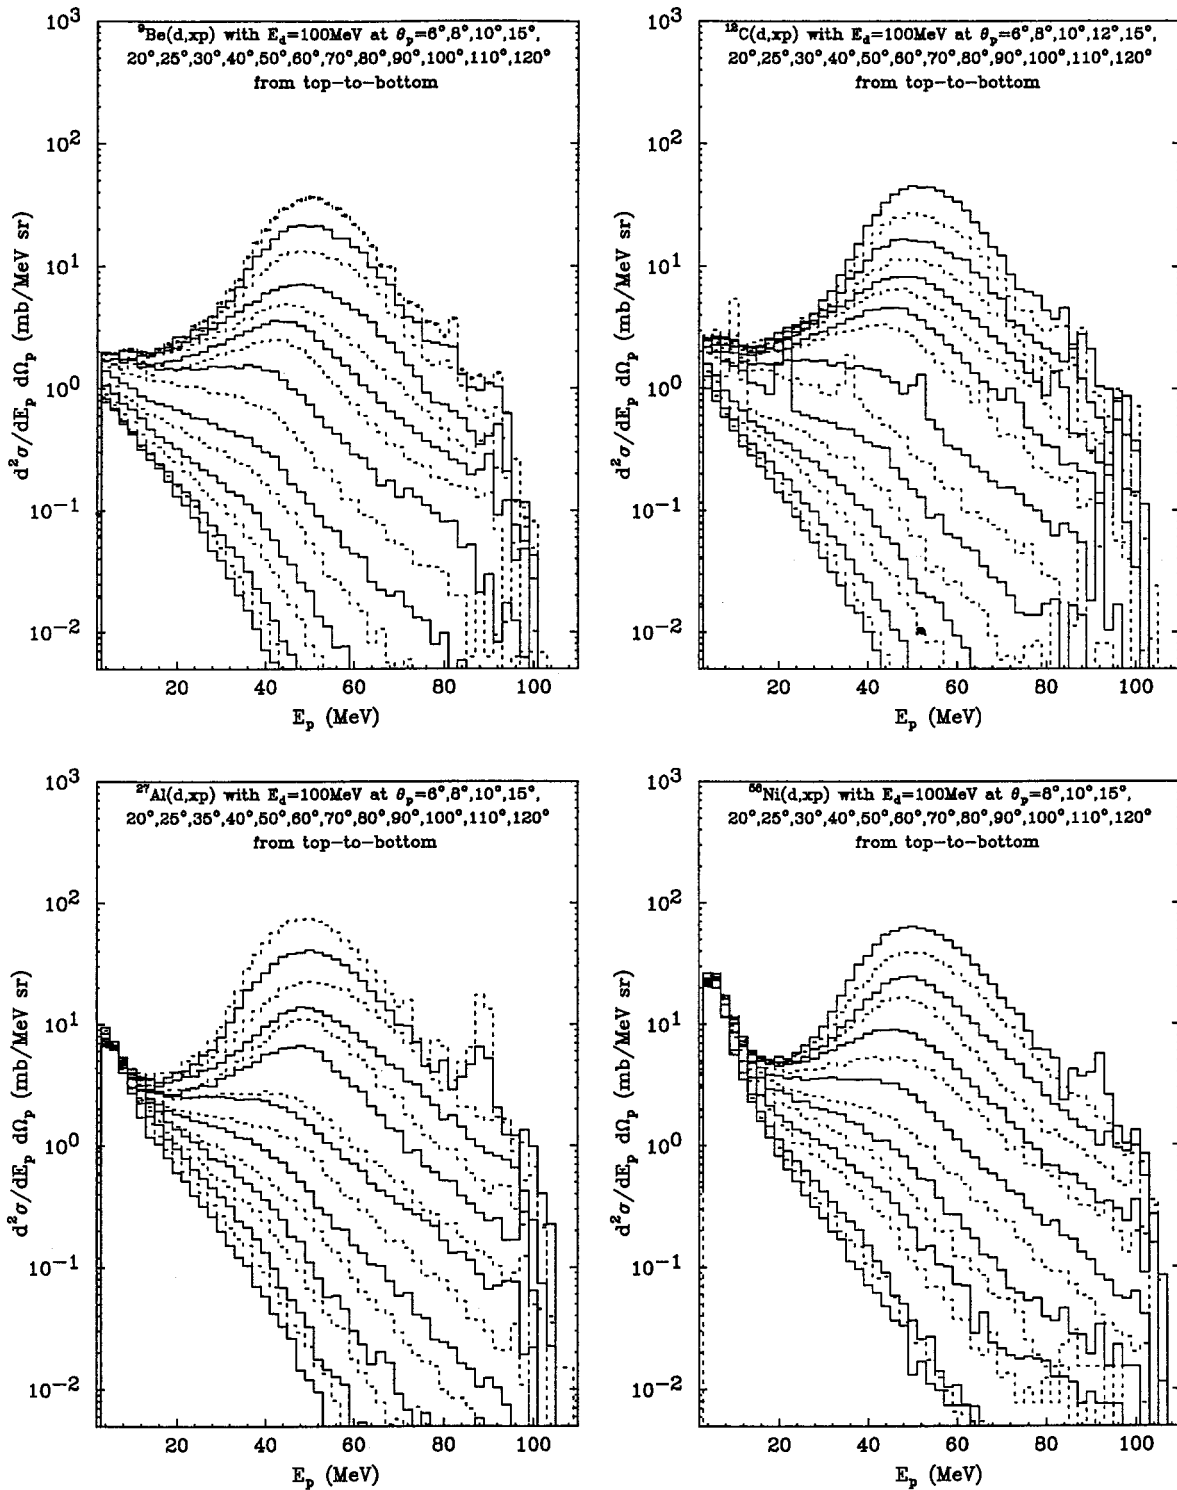 ⁹Be(d,xp) with E_d=100MeV at θ_p=6°,8°,10°,15°,
20°,25°,30°,40°,50°,60°,70°,80°,90°,100°,110°,120°
from top-to-bottom
10³
10²
10¹
10⁰
10⁻¹
10⁻²
d²σ/dE_p dΩ_p (mb/MeV sr)
20 40 60 80 100
E_p (MeV)
¹²C(d,xp) with E_d=100MeV at θ_p=6°,8°,10°,12°,15°,
20°,25°,30°,40°,50°,60°,70°,80°,90°,100°,110°,120°
from top-to-bottom
10³
10²
10¹
10⁰
10⁻¹
10⁻²
d²σ/dE_p dΩ_p (mb/MeV sr)
20 40 60 80 100
E_p (MeV)
²⁷Al(d,xp) with E_d=100MeV at θ_p=6°,8°,10°,15°,
20°,25°,35°,40°,50°,60°,70°,80°,90°,100°,110°,120°
from top-to-bottom
10³
10²
10¹
10⁰
10⁻¹
10⁻²
d²σ/dE_p dΩ_p (mb/MeV sr)
20 40 60 80 100
E_p (MeV)
⁵⁸Ni(d,xp) with E_d=100MeV at θ_p=8°,10°,15°,
20°,25°,30°,40°,50°,60°,70°,80°,90°,100°,110°,120°
from top-to-bottom
10³
10²
10¹
10⁰
10⁻¹
10⁻²
d²σ/dE_p dΩ_p (mb/MeV sr)
20 40 60 80 100
E_p (MeV)